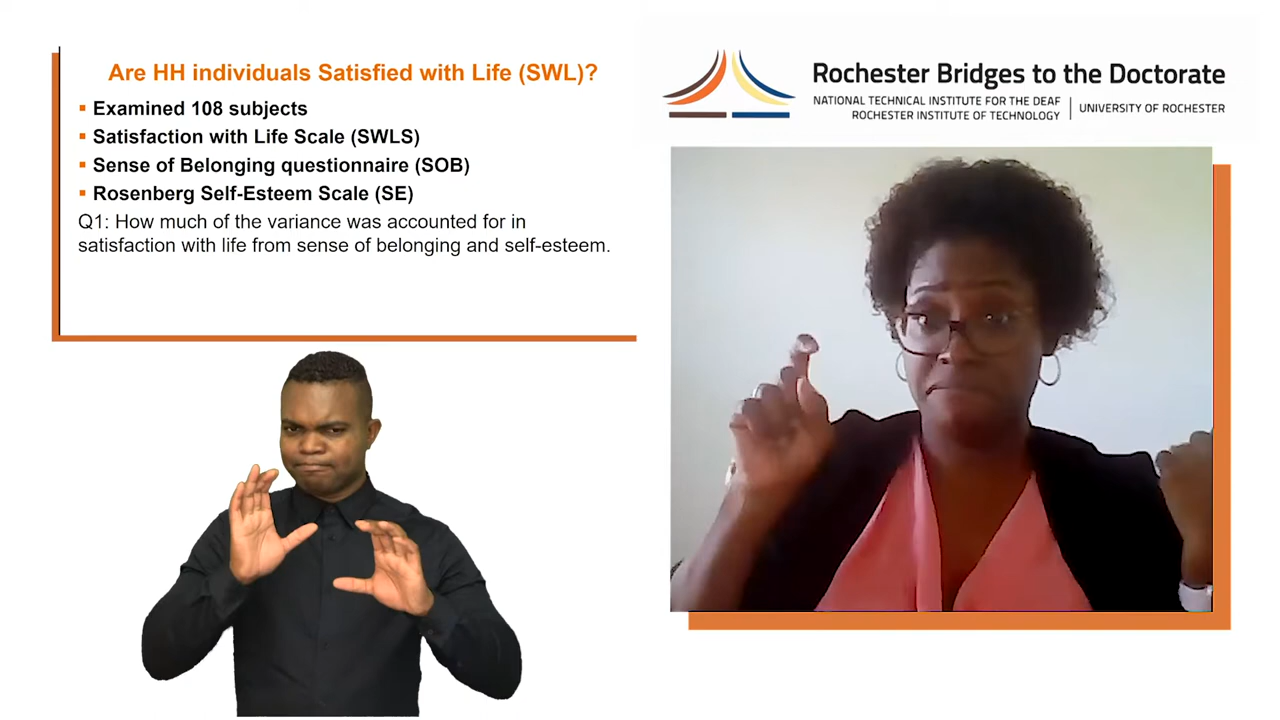 Are HH individuals Satisfied with Life (SWL)?
▪ Examined 108 subjects
▪ Satisfaction with Life Scale (SWLS)
▪ Sense of Belonging questionnaire (SOB)
▪ Rosenberg Self-Esteem Scale (SE)
Q1: How much of the variance was accounted for in
satisfaction with life from sense of belonging and self-esteem.
Rochester Bridges to the Doctorate
NATIONAL TECHNICAL INSTITUTE FOR THE DEAF
ROCHESTER INSTITUTE OF TECHNOLOGY
UNIVERSITY OF ROCHESTER